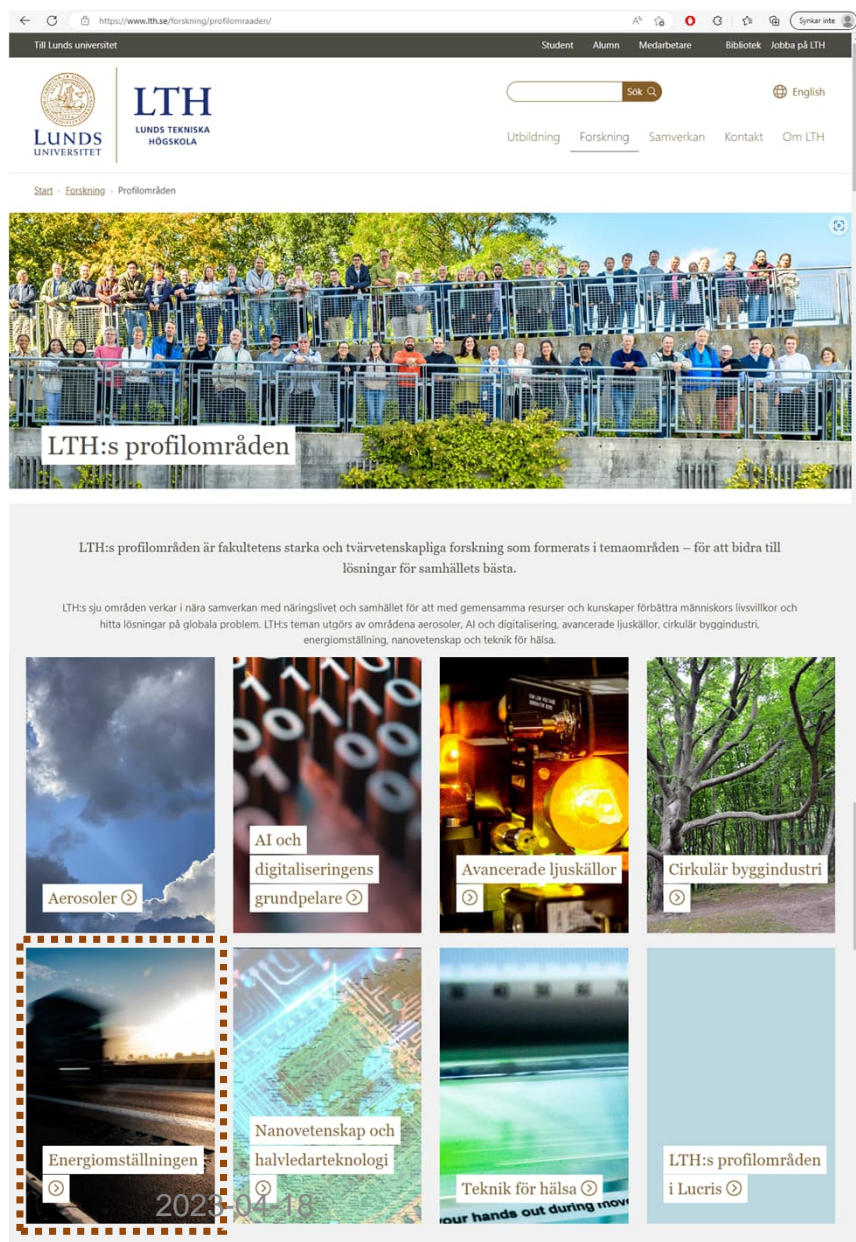 https://www.lth.se/forskning/profilomraaden/
Synkar inte
Till Lunds universitet
Student Alumn Medarbetare Bibliotek Jobba på LTH
LUNDS
UNIVERSITET
LTH
LUNDS TEKNISKA
HÖGSKOLA
Sök
English
Utbildning Forskning Samverkan Kontakt Om LTH
Start Forskning Profilområden
LTH:s profilområden
LTH:s profilområden är fakultetens starka och tvärvetenskapliga forskning som formerats i temaområden – för att bidra till
lösningar för samhällets bästa.
LTH:s sju områden verkar i nära samverkan med näringslivet och samhället för att med gemensamma resurser och kunskaper förbättra människors livsvillkor och
hitta lösningar på globala problem. LTH:s teman utgörs av områdena aerosoler, AI och digitalisering, avancerade ljuskällor, cirkulär byggindustri,
energiomställning, nanovetenskap och teknik för hälsa.
Aerosoler
AI och
digitaliseringens
grundpelare
Avancerade ljuskällor
Cirkulär byggindustri
Energiomställningen
Nanovetenskap och
halvledarteknologi
Teknik för hälsa
your hands out during move
LTH:s profilområden
i Lucris
2023-04-18